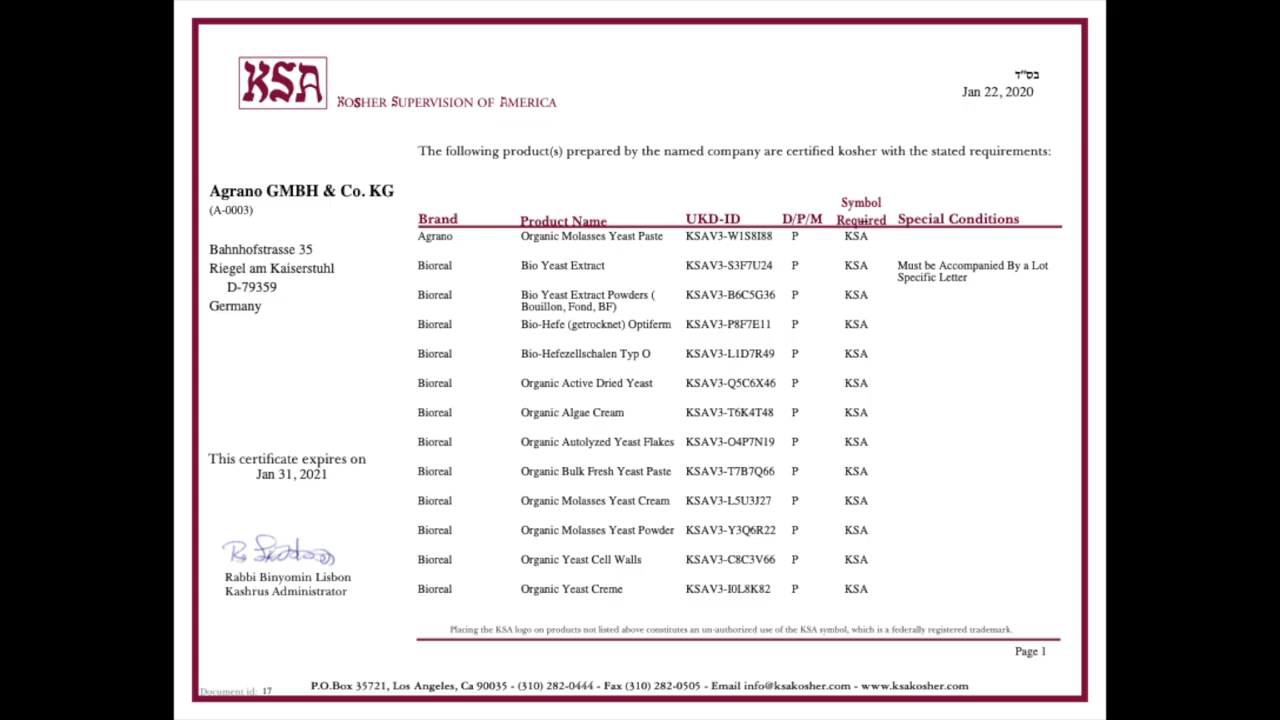 KSA
KOSHER SUPERVISION OF AMERICA
בס"ד
Jan 22, 2020
The following product(s) prepared by the named company are certified kosher with the stated requirements:
Agrano GMBH & Co. KG
(A-0003)
Bahnhofstrasse 35
Riegel am Kaiserstuhl
D-79359
Germany
This certificate expires on
Jan 31, 2021
Rabbi Binyomin Lisbon
Kashrus Administrator
Symbol
Brand Product Name UKD-ID D/P/M Required Special Conditions
Agrano Organic Molasses Yeast Paste KSAV3-W1S8I88 P KSA
Bioreal Bio Yeast Extract KSAV3-S3F7U24 P KSA Must be Accompanied By a Lot
Specific Letter
Bioreal Bio Yeast Extract Powders ( KSAV3-B6C5G36 P KSA
Bouillon, Fond, BF)
Bioreal Bio-Hefe (getrocknet) Optiferm KSAV3-P8F7E11 P KSA
Bioreal Bio-Hefezellschalen Typ O KSAV3-L1D7R49 P KSA
Bioreal Organic Active Dried Yeast KSAV3-Q5C6X46 P KSA
Bioreal Organic Algae Cream KSAV3-T6K4T48 P KSA
Bioreal Organic Autolyzed Yeast Flakes KSAV3-O4P7N19 P KSA
Bioreal Organic Bulk Fresh Yeast Paste KSAV3-T7B7Q66 P KSA
Bioreal Organic Molasses Yeast Cream KSAV3-L5U3J27 P KSA
Bioreal Organic Molasses Yeast Powder KSAV3-Y3Q6R22 P KSA
Bioreal Organic Yeast Cell Walls KSAV3-C8C3V66 P KSA
Bioreal Organic Yeast Creme KSAV3-I0L8K82 P KSA
Placing the KSA logo on products not listed above constitutes an un-authorized use of the KSA symbol, which is a federally registered trademark.
Page 1
Document id: 17
P.O.Box 35721, Los Angeles, Ca 90035 - (310) 282-0444 - Fax (310) 282-0505 - Email info@ksakosher.com - www.ksakosher.com